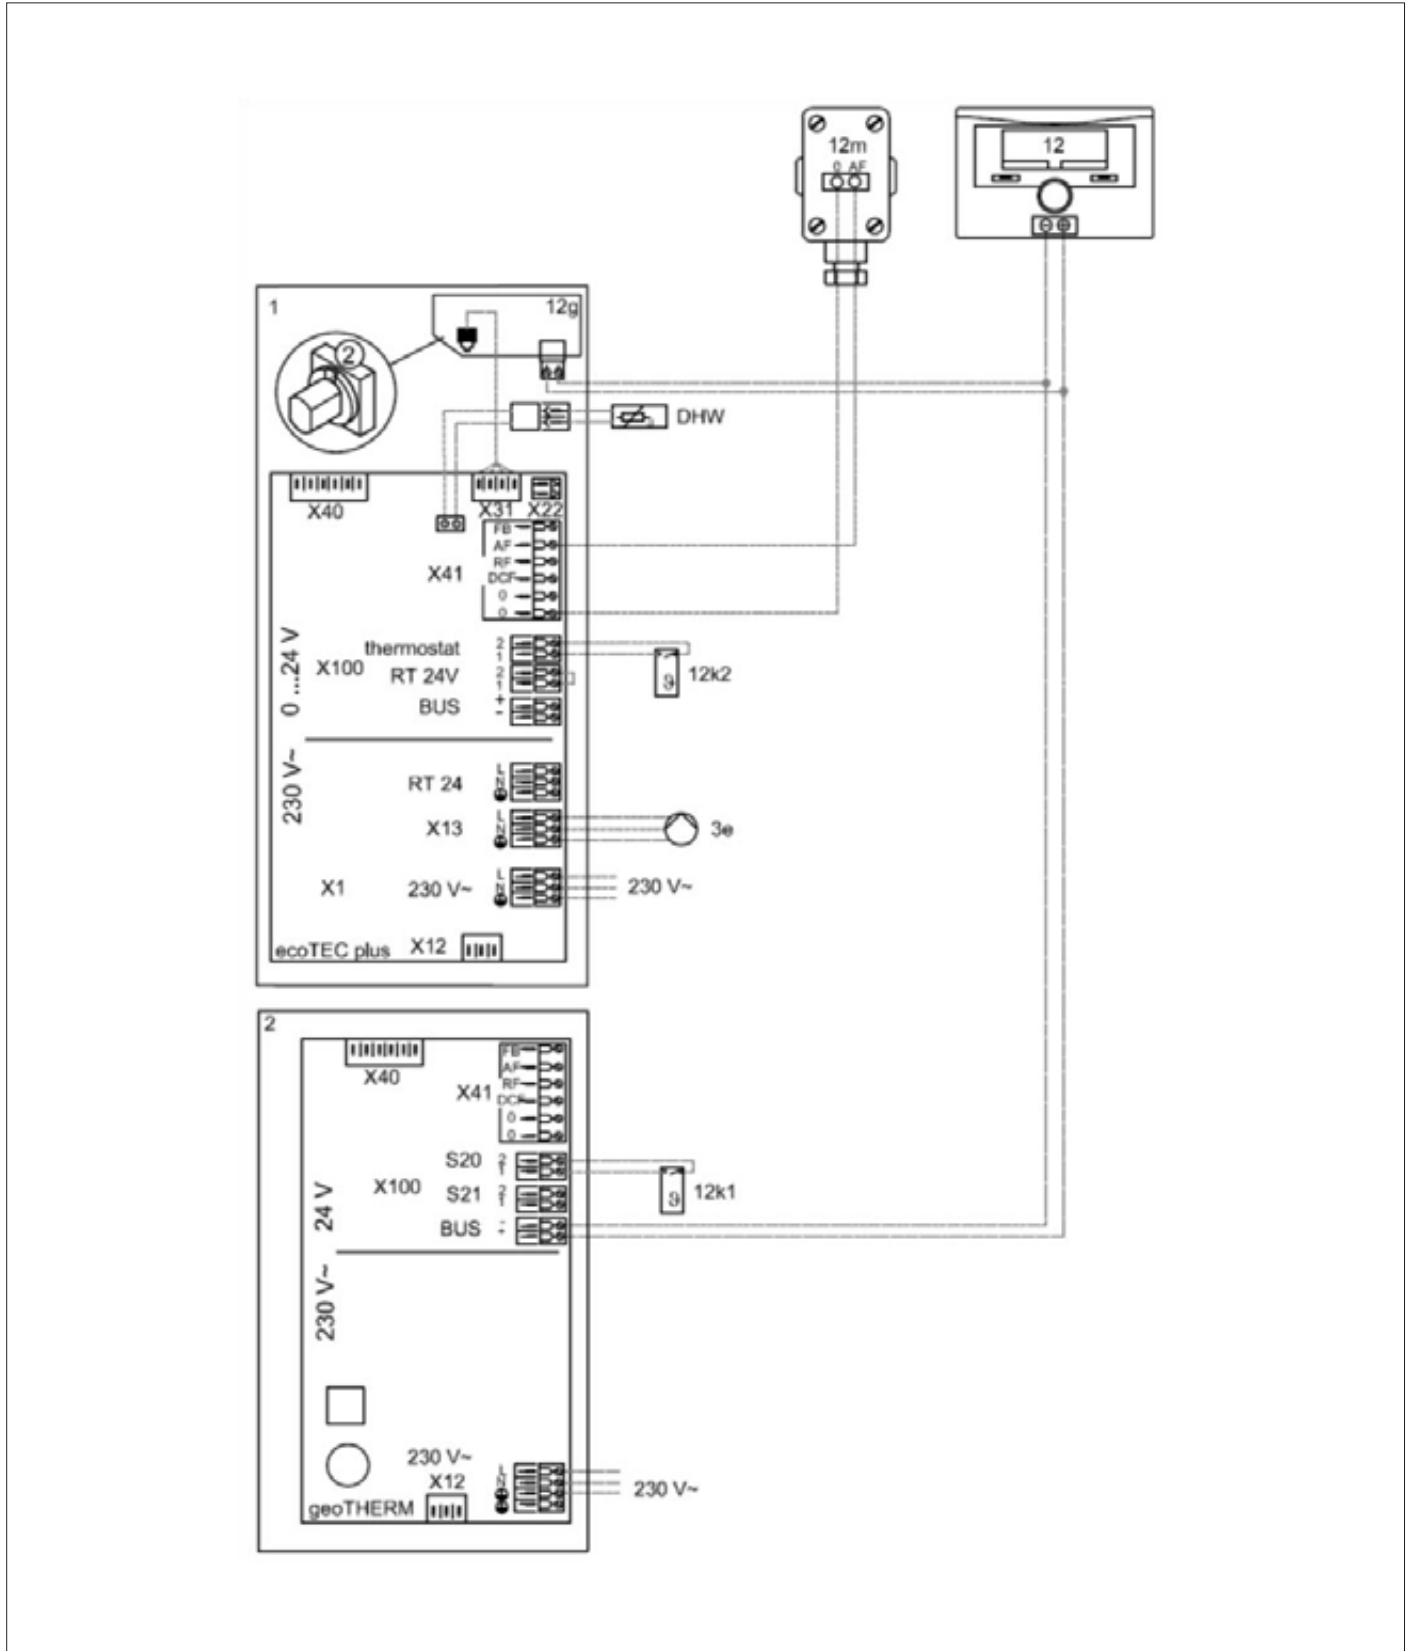 12m
0 AF
12
1
12g
2
DHW
X40
X31 X22
FB
AF
RF
X41
DCF
0
0
thermostat
2
1
0 ...24 V
X100
RT 24V
2
1
BUS
+
-
12k2
230 V~
RT 24
L
N
X13
L
N
3e
X1
230 V~
L
N
230 V~
ecoTEC plus
X12
2
X40
X41
FB
AF
RF
DCF
0
0
S20
2
1
24 V
X100
S21
2
1
12k1
BUS
-
+
230 V~
230 V~
L
N
X12
230 V~
geoTHERM